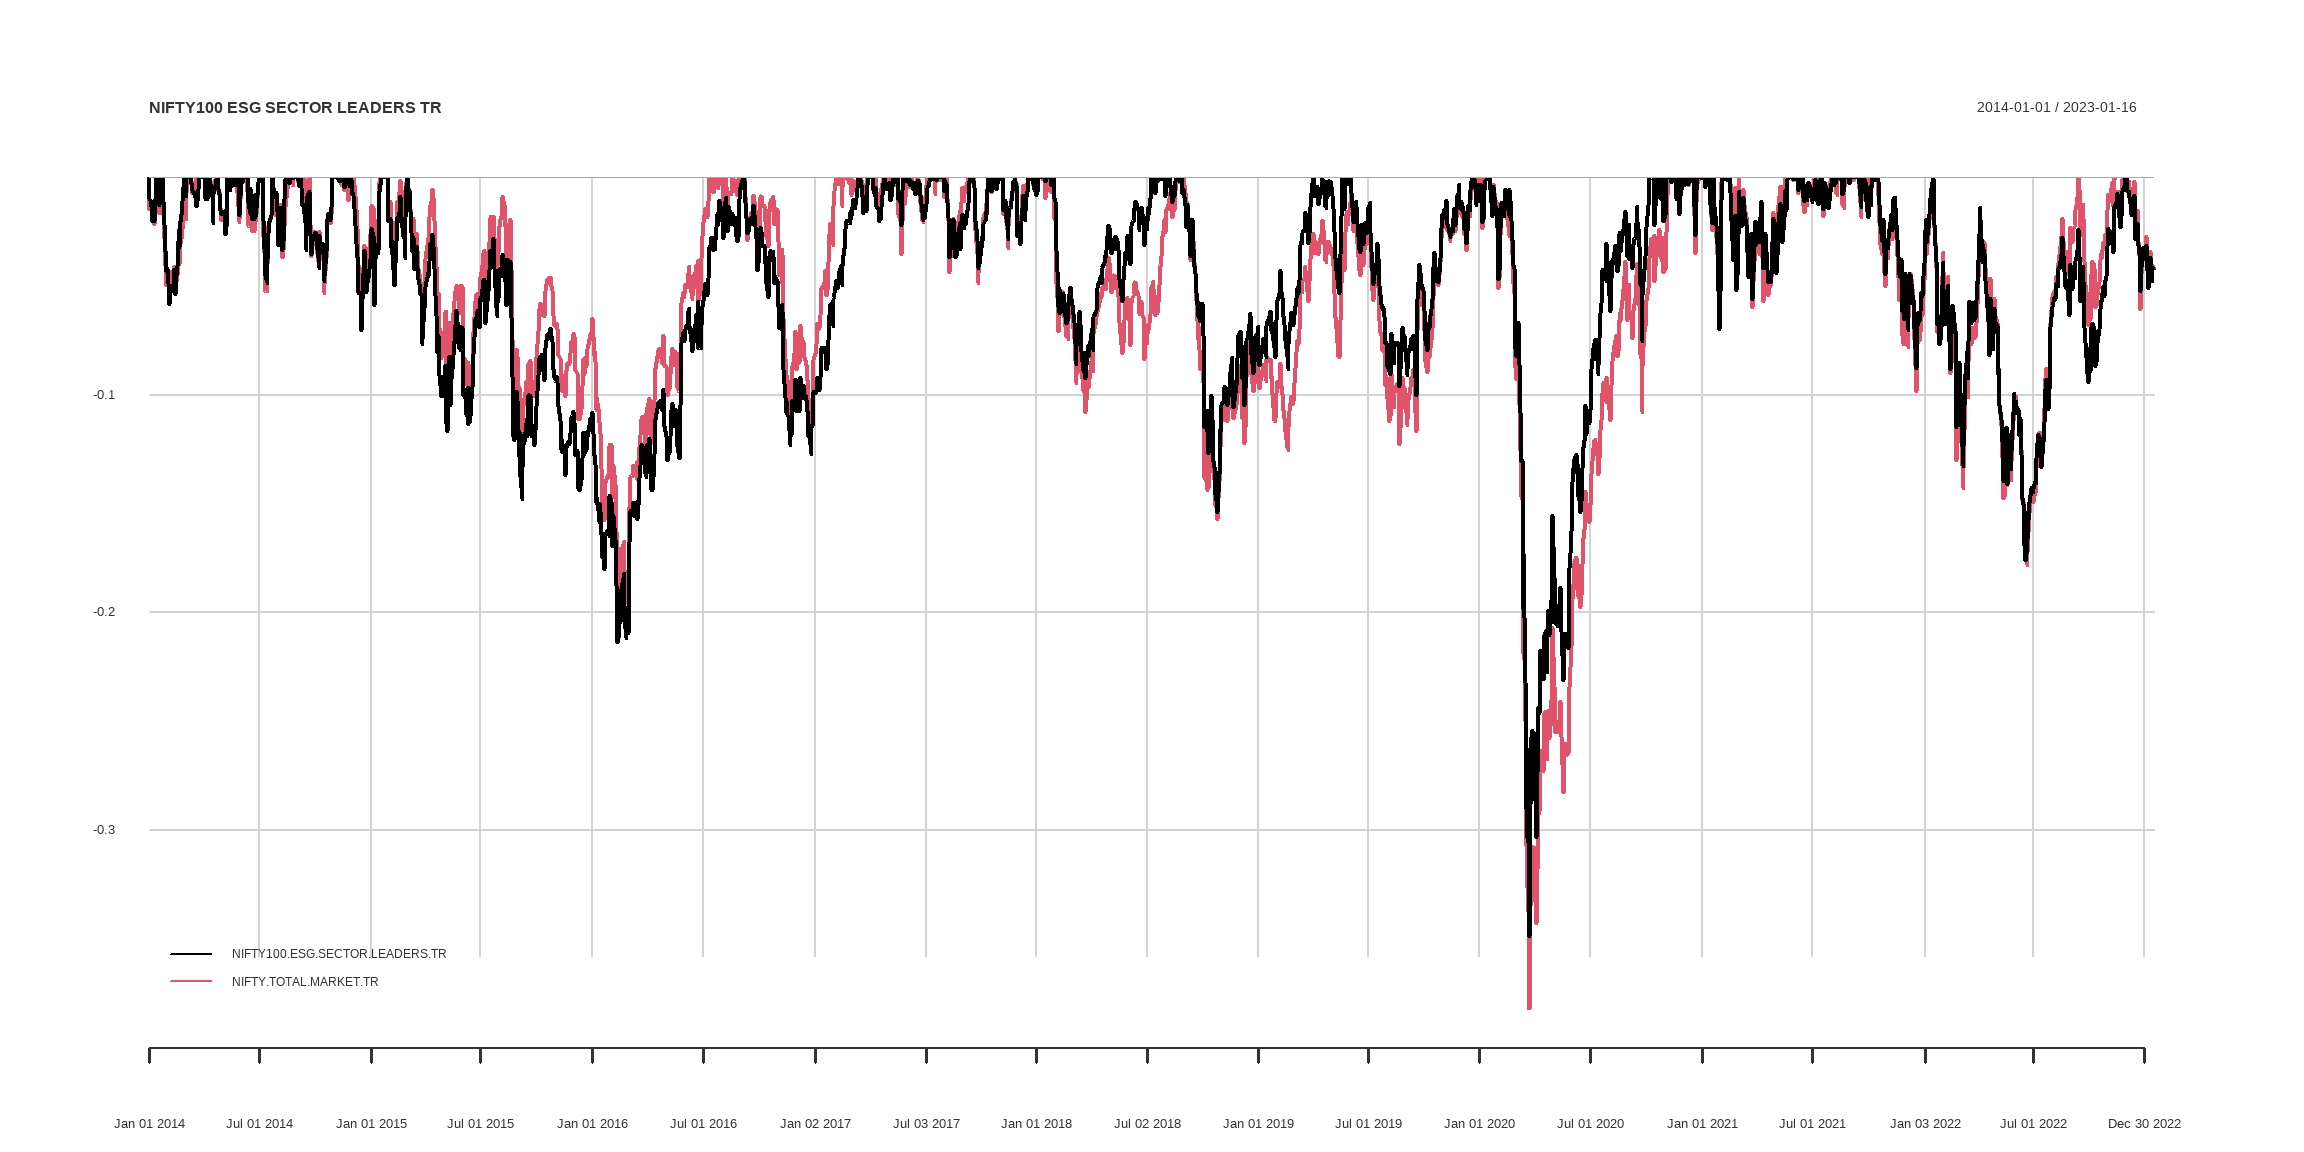 NIFTY100 ESG SECTOR LEADERS TR
2014-01-01 / 2023-01-16
-0.1
-0.2
-0.3
NIFTY100.ESG.SECTOR.LEADERS.TR
NIFTY.TOTAL.MARKET.TR
Jan 01 2014 Jul 01 2014 Jan 01 2015 Jul 01 2015 Jan 01 2016 Jul 01 2016 Jan 02 2017 Jul 03 2017 Jan 01 2018 Jul 02 2018 Jan 01 2019 Jul 01 2019 Jan 01 2020 Jul 01 2020 Jan 01 2021 Jul 01 2021 Jan 03 2022 Jul 01 2022 Dec 30 2022